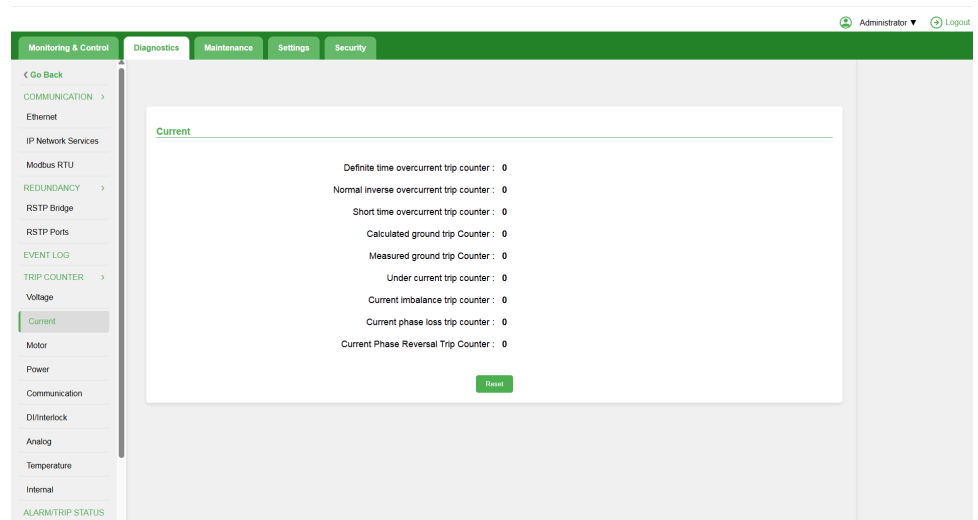 Administrator ▼ Logout
Monitoring & Control Diagnostics Maintenance Settings Security
Go Back
COMMUNICATION
Ethernet
IP Network Services
Modbus RTU
REDUNDANCY
RSTP Bridge
RSTP Ports
EVENT LOG
TRIP COUNTER
Voltage
Current
Motor
Power
Communication
DI/Interlock
Analog
Temperature
Internal
ALARM/TRIP STATUS
Current
Definite time overcurrent trip counter : 0
Normal inverse overcurrent trip counter : 0
Short time overcurrent trip counter : 0
Calculated ground trip Counter : 0
Measured ground trip Counter : 0
Under current trip counter : 0
Current imbalance trip counter : 0
Current phase loss trip counter : 0
Current Phase Reversal Trip Counter : 0
Reset